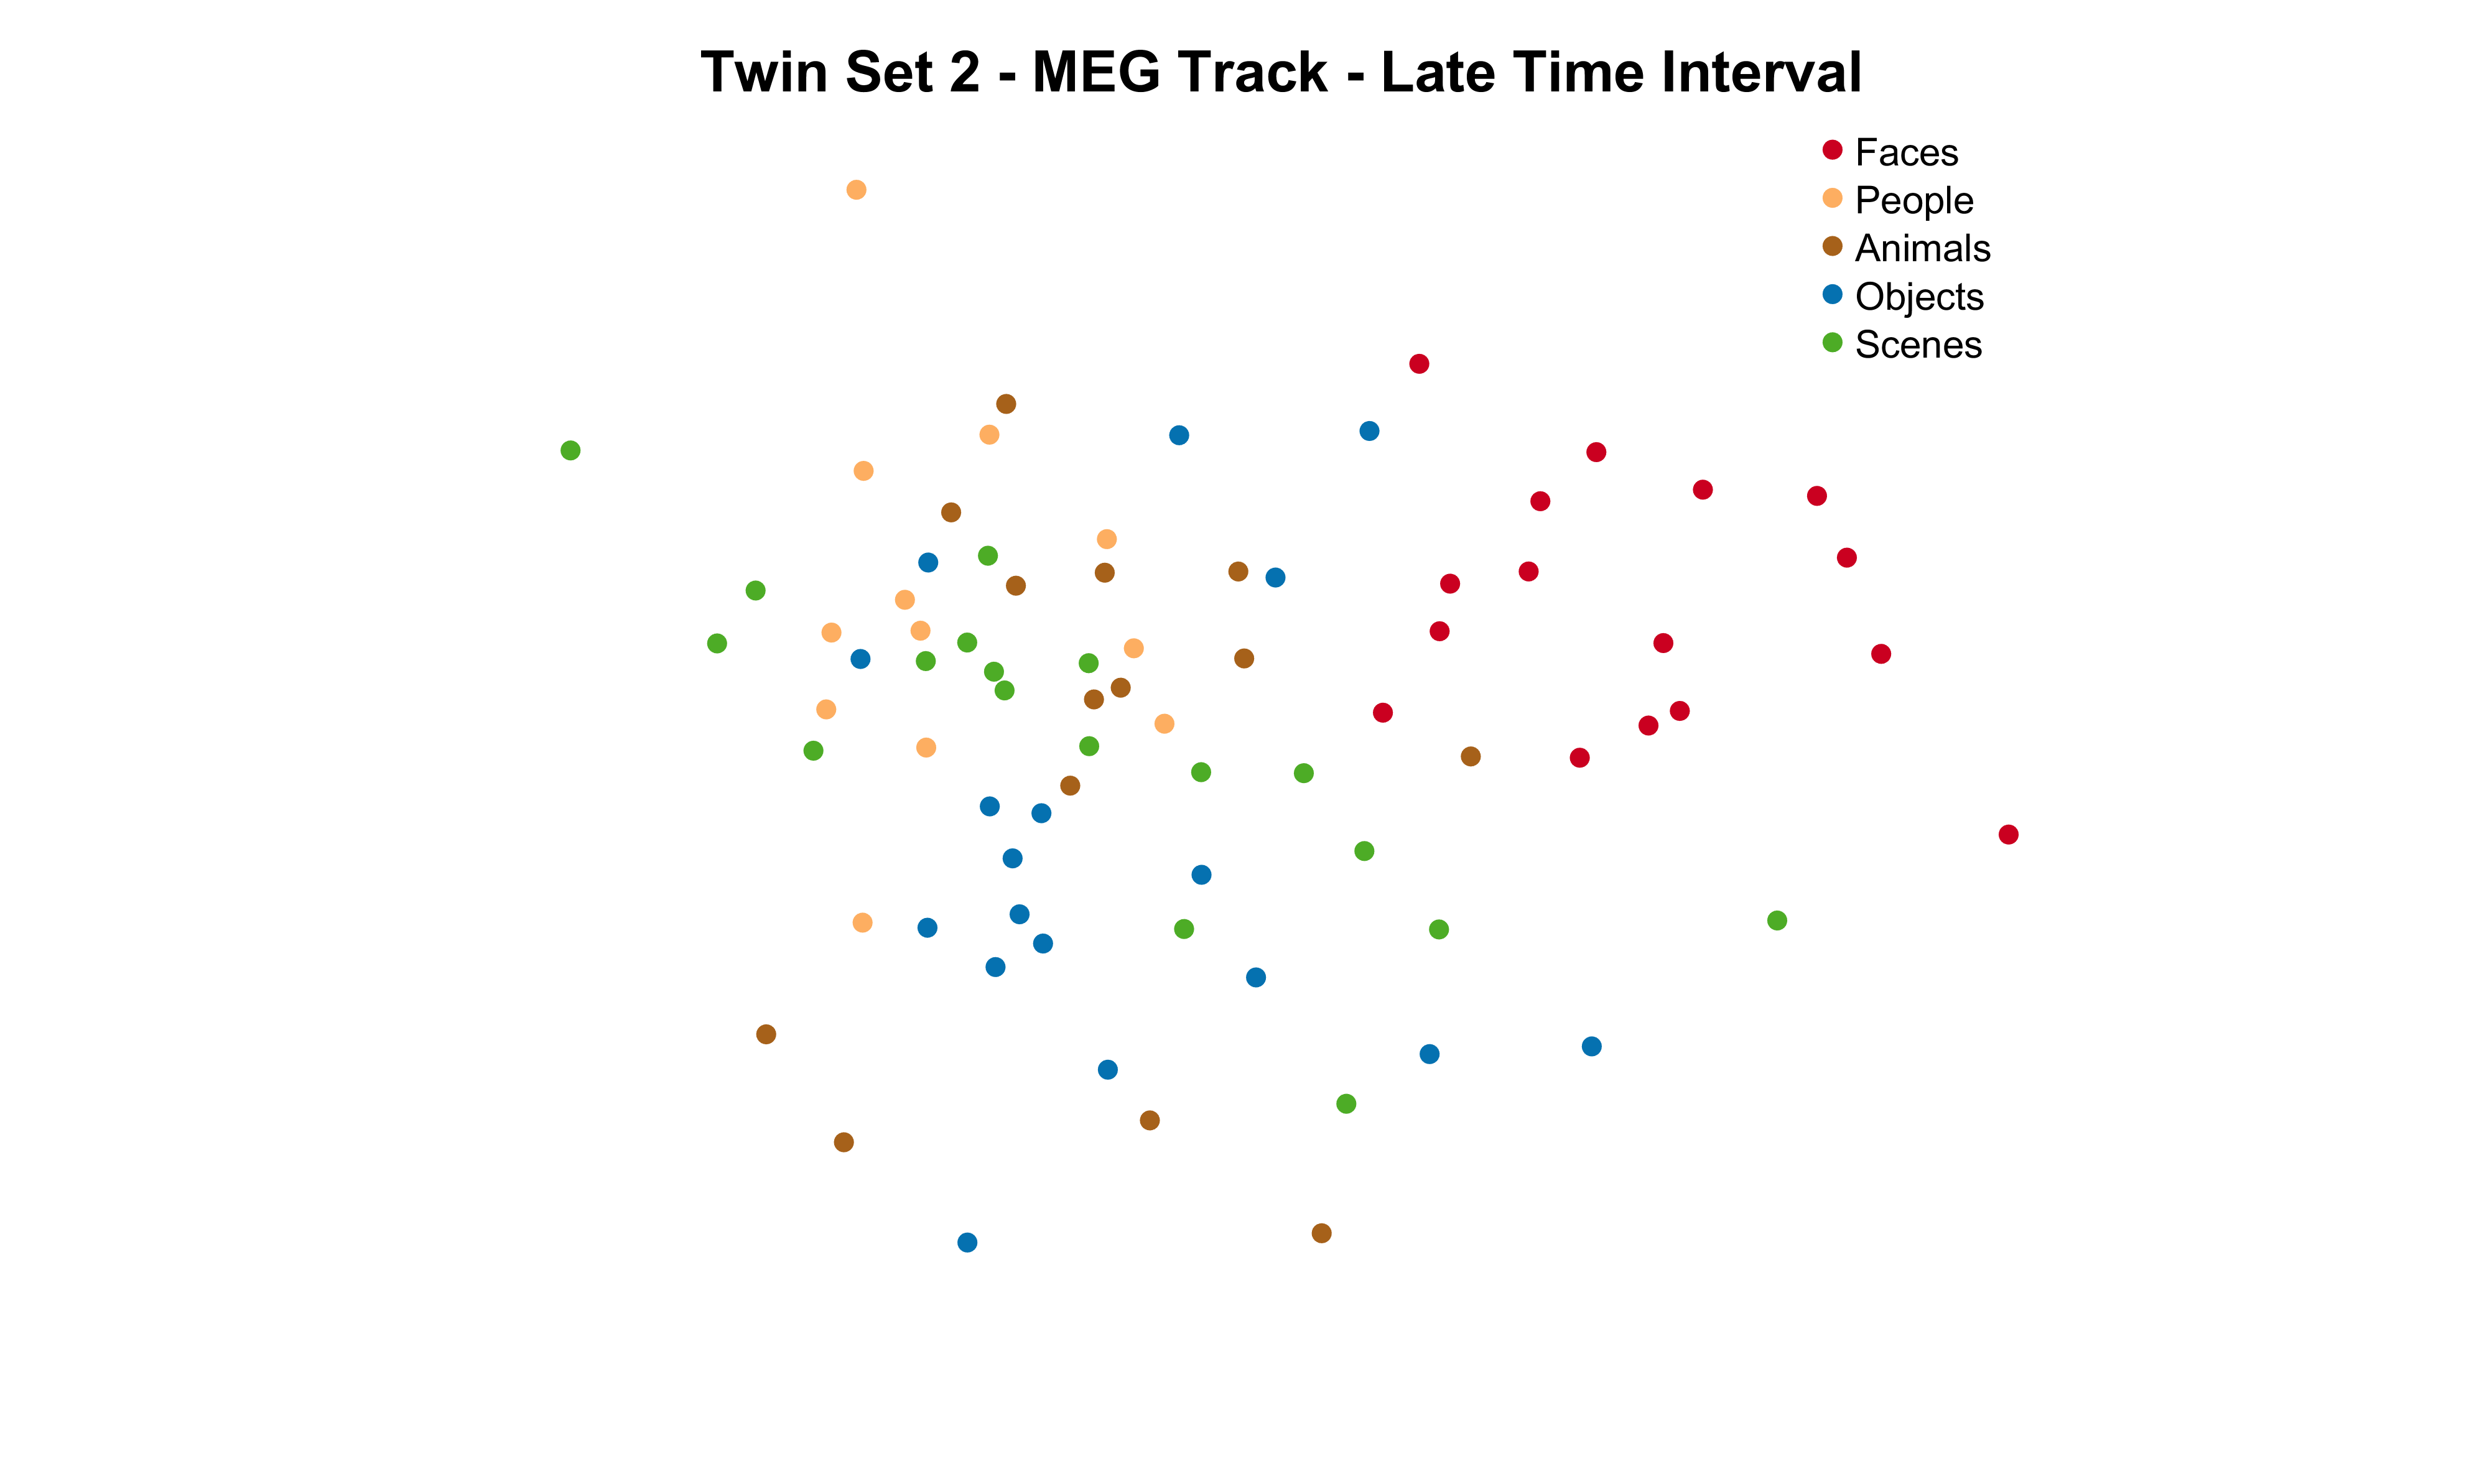 Twin Set 2 - MEG Track - Late Time Interval
Faces
People
Animals
Objects
Scenes